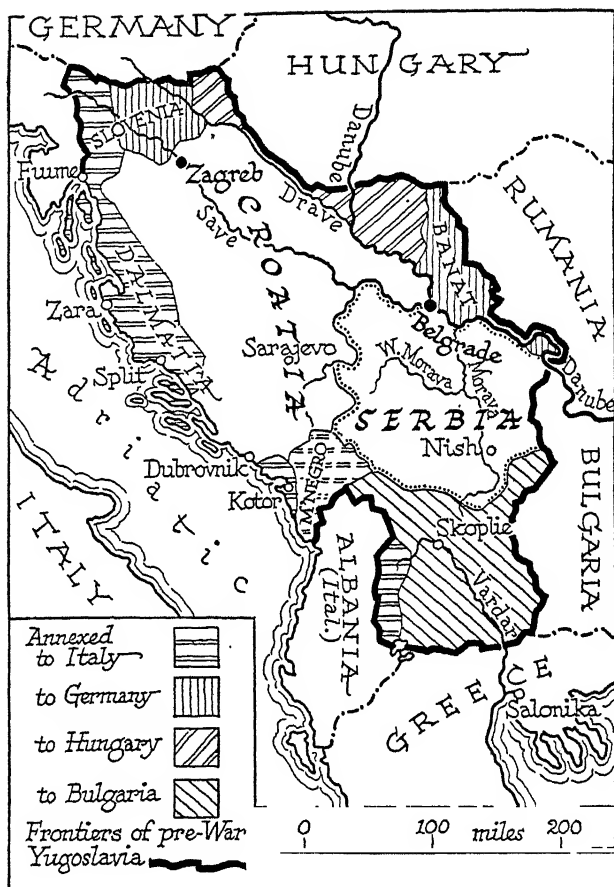 GERMANY
HUNGARY
Danube
SLOVENIA
Fiume
Zagreb
Drave
Save
CROATIA
BANAT
RUMANIA
DALMATIA
Zara
Belgrade
Sarajevo
W. Morava
Morava
Danube
Split
SERBIA
Adriatic
Nish
Dubrovnik
Kotor
M'NEGRO
BULGARIA
ITALY
Skoplie
ALBANIA
(Ital.)
Vardar
GREECE
Salonika
Annexed
to Italy
to Germany
to Hungary
to Bulgaria
Frontiers of pre-War
Yugoslavia
0 100 miles 200